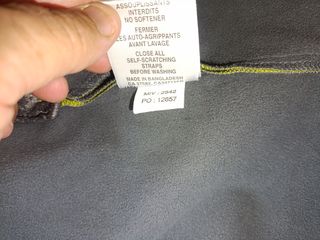 ASSOUPLISSANTS
INTERDITS
NO SOFTENER
FERMER
LES AUTO-AGRIPPANTS
AVANT LAVAGE
CLOSE ALL
SELF-SCRATCHING
STRAPS
BEFORE WASHING
MADE IN BANGLADESH
PO : 12657